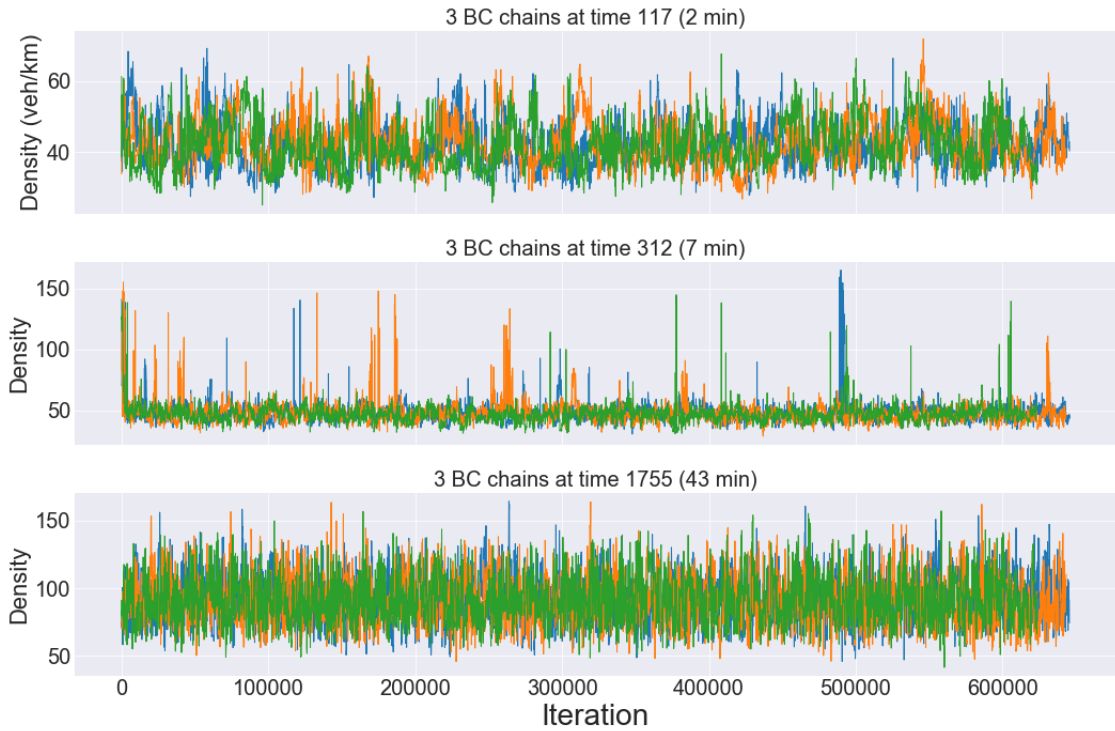 3 BC chains at time 117 (2 min)
Density (veh/km)
60
40
3 BC chains at time 312 (7 min)
Density
150
100
50
3 BC chains at time 1755 (43 min)
Density
150
100
50
0 100000 200000 300000 400000 500000 600000
Iteration